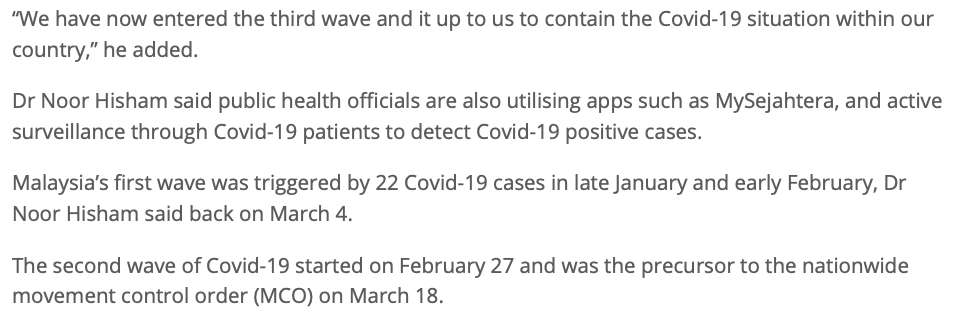 “We have now entered the third wave and it up to us to contain the Covid-19 situation within our
country,” he added.
Dr Noor Hisham said public health officials are also utilising apps such as MySejahtera, and active
surveillance through Covid-19 patients to detect Covid-19 positive cases.
Malaysia’s first wave was triggered by 22 Covid-19 cases in late January and early February, Dr
Noor Hisham said back on March 4.
The second wave of Covid-19 started on February 27 and was the precursor to the nationwide
movement control order (MCO) on March 18.